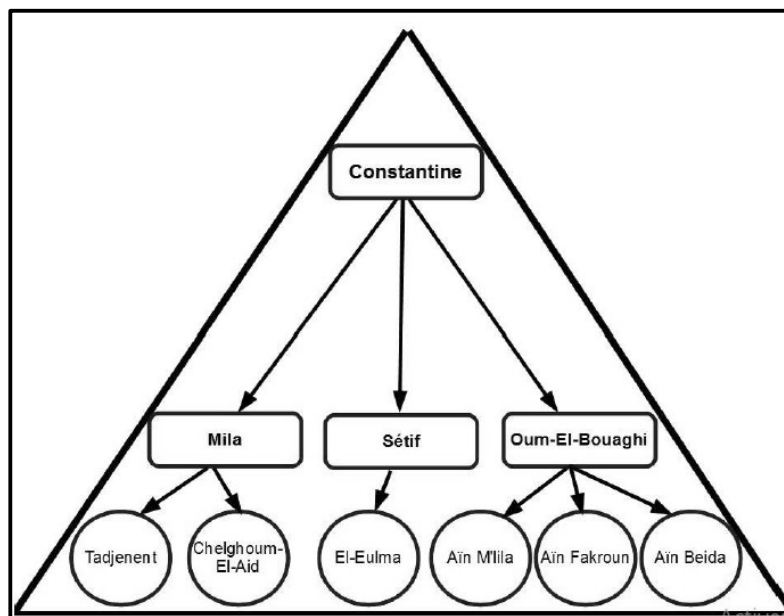 Constantine
Mila
Sétif
Oum-El-Bouaghi
Tadjenent
Chelghoum-
El-Aid
El-Eulma
Aïn M'lila
Aïn Fakroun
Aïn Beida